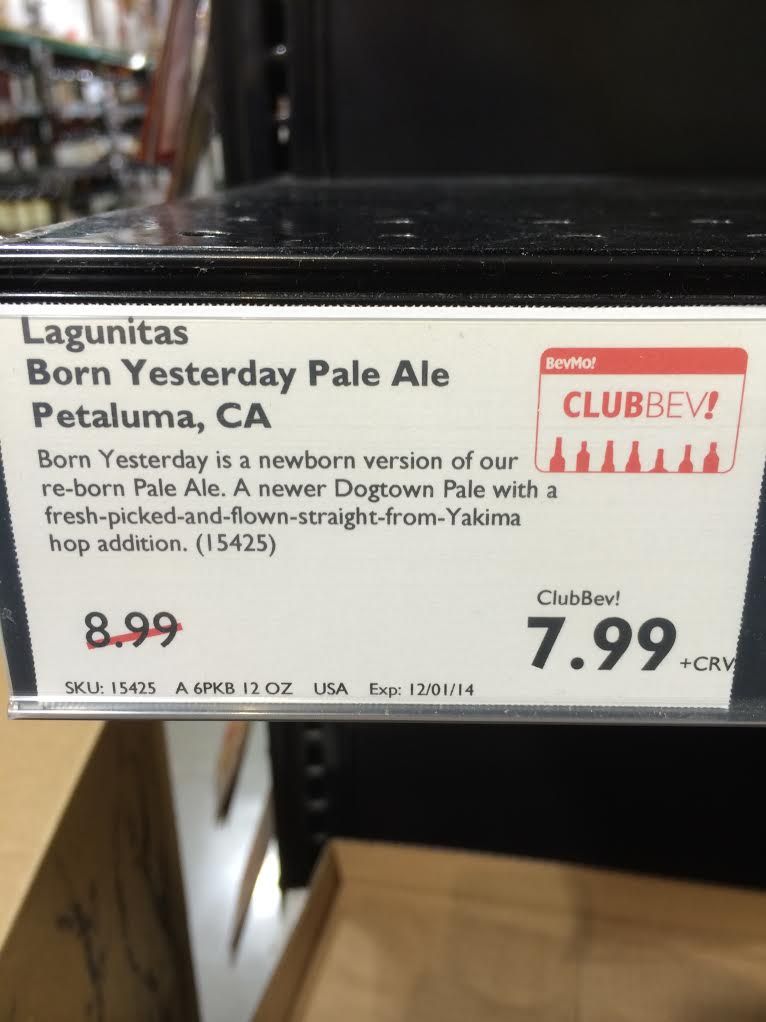 Lagunitas
Born Yesterday Pale Ale
Petaluma, CA
BevMo!
CLUBBEV!
Born Yesterday is a newborn version of our
re-born Pale Ale. A newer Dogtown Pale with a
fresh-picked-and-flown-straight-from-Yakima
hop addition. (15425)
8.99
ClubBev!
7.99 +CRV
SKU: 15425 A 6PKB 12 OZ USA Exp: 12/01/14